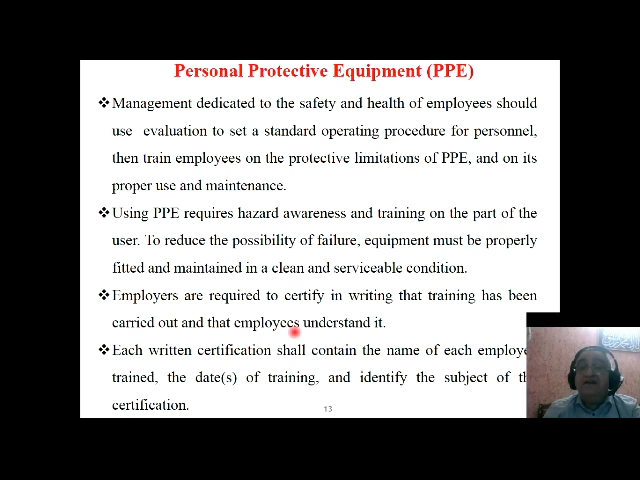 Personal Protective Equipment (PPE)
❖Management dedicated to the safety and health of employees should
use evaluation to set a standard operating procedure for personnel,
then train employees on the protective limitations of PPE, and on its
proper use and maintenance.
❖Using PPE requires hazard awareness and training on the part of the
user. To reduce the possibility of failure, equipment must be properly
fitted and maintained in a clean and serviceable condition.
❖Employers are required to certify in writing that training has been
carried out and that employees understand it.
❖Each written certification shall contain the name of each
trained, the date(s) of training, and identify the subject of
certification.
13